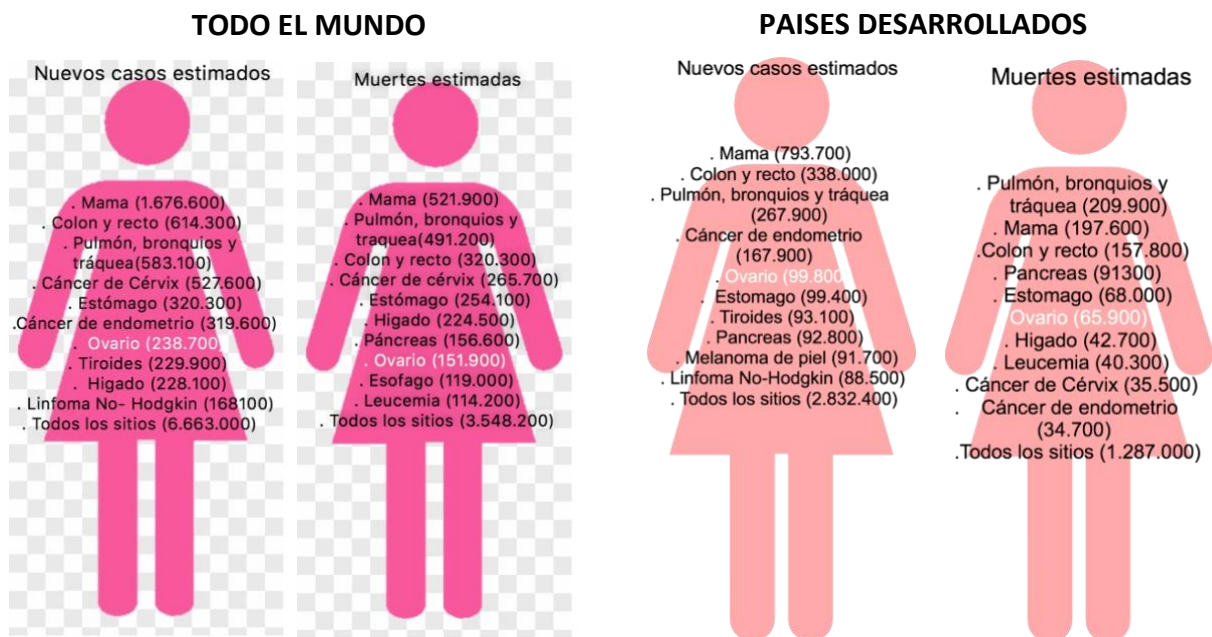 TODO EL MUNDO
Nuevos casos estimados
. Mama (1.676.600)
. Colon y recto (614.300)
. Pulmón, bronquios y
tráquea(583.100)
. Cáncer de Cérvix (527.600)
. Estómago (320.300)
.Cáncer de endometrio (319.600)
. Ovario (238.700)
. Tiroides (229.900)
. Higado (228.100)
. Linfoma No- Hodgkin (168100)
. Todos los sitios (6.663.000)
Muertes estimadas
. Mama (521.900)
. Pulmón, bronquios y
traquea(491.200)
. Colon y recto (320.300)
. Cáncer de cérvix (265.700)
. Estómago (254.100)
. Higado (224.500)
. Páncreas (156.600)
. Ovario (151.900)
. Esofago (119.000)
. Leucemia (114.200)
. Todos los sitios (3.548.200)
PAISES DESARROLLADOS
Nuevos casos estimados
. Mama (793.700)
. Colon y recto (338.000)
. Pulmón, bronquios y tráquea
(267.900)
. Cáncer de endometrio
(167.900)
. Ovario (99.800)
. Estomago (99.400)
. Tiroides (93.100)
. Pancreas (92.800)
. Melanoma de piel (91.700)
. Linfoma No-Hodgkin (88.500)
. Todos los sitios (2.832.400)
Muertes estimadas
. Pulmón, bronquios y
tráquea (209.900)
. Mama (197.600)
.Colon y recto (157.800)
. Pancreas (91300)
. Estomago (68.000)
. Ovario (65.900)
. Higado (42.700)
. Leucemia (40.300)
. Cáncer de Cérvix (35.500)
. Cáncer de endometrio
(34.700)
.Todos los sitios (1.287.000)